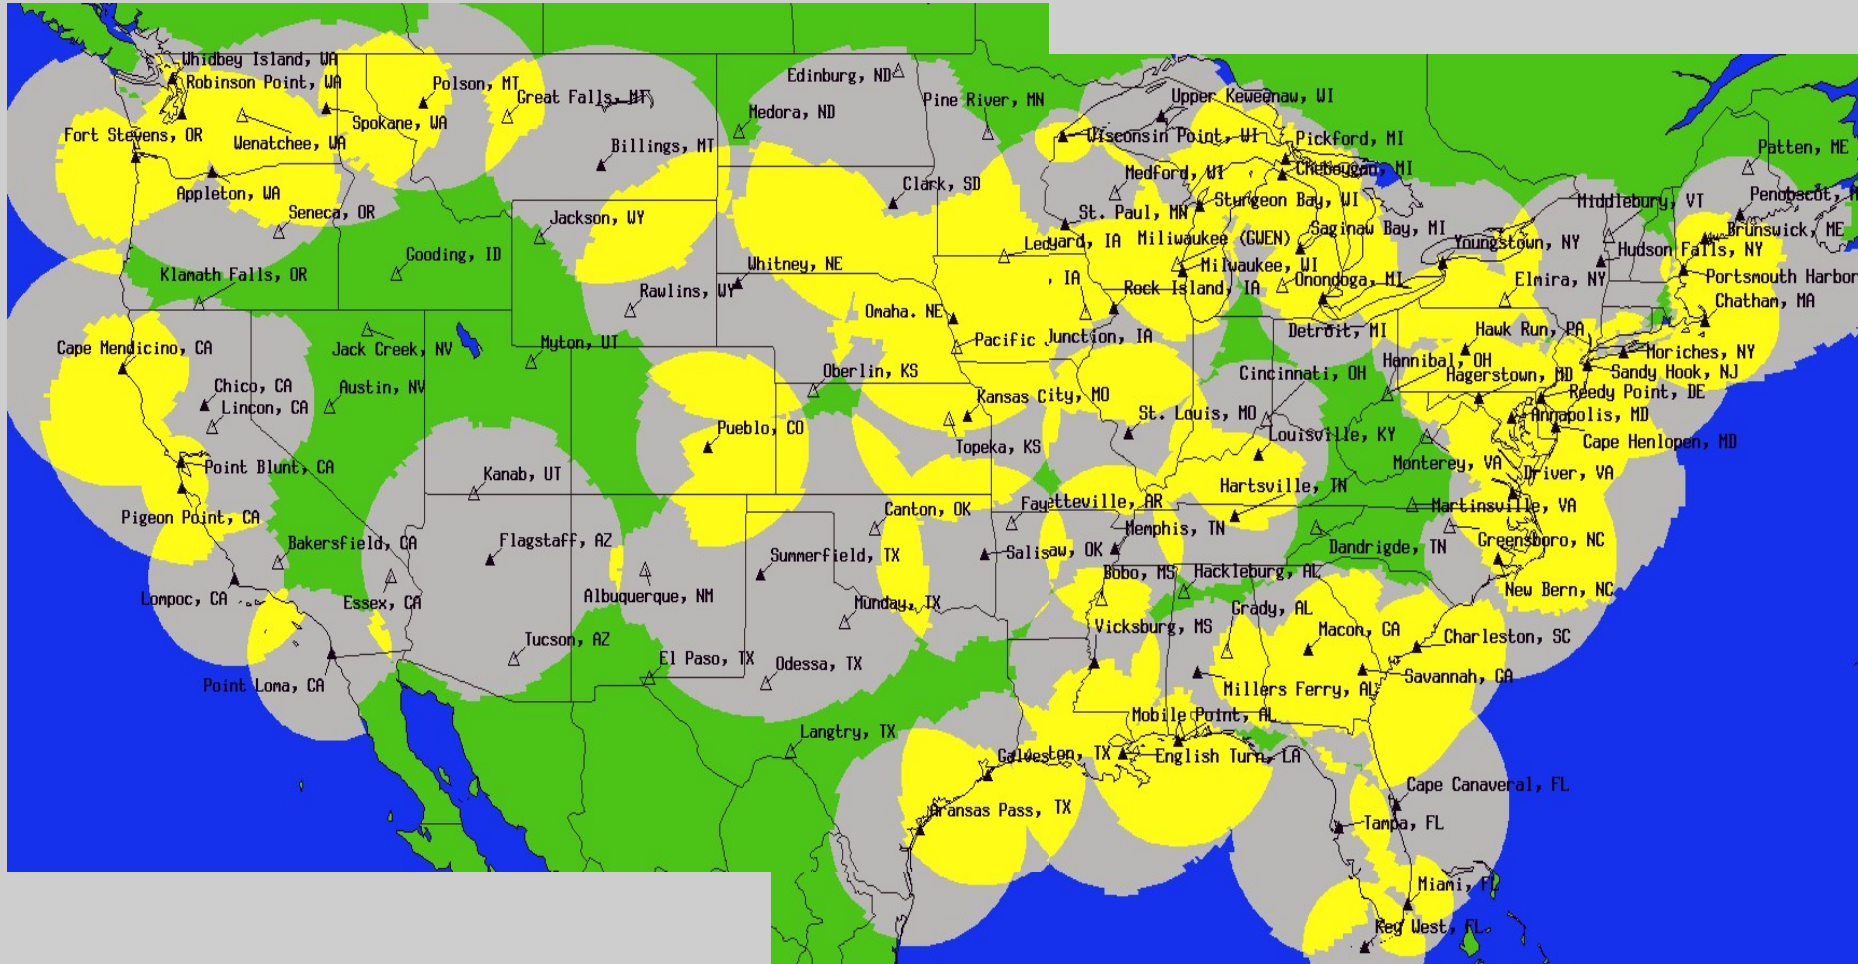 Whidbey Island, WA
Robinson Point, WA
Polson, MT
Great Falls, MT
Edinburg, ND
Pine River, MN
Upper Keweenaw, WI
Medora, ND
Fort Stevens, OR
Wenatchee, WA
Spokane, WA
Billings, MT
Wisconsin Point, WI
Pickford, MI
Cheboygan, MI
Patten, ME
Appleton, WA
Seneca, OR
Jackson, WY
Clark, SD
Medford, WI
St. Paul, MN
Sturgeon Bay, WI
Middlebury, VT
Penobscot, M
Brunswick, ME
Ledyard, IA
Miliwaukee (GWEN)
Saginaw Bay, MI
Youngstown, NY
Hudson Falls, NY
Gooding, ID
Klamath Falls, OR
Whitney, NE
Milwaukee, WI
Rawlins, WY
, IA
Rock Island, IA
Onondoga, MI
Elmira, NY
Portsmouth Harbor
Chatham, MA
Omaha. NE
Pacific Junction, IA
Detroit, MI
Hawk Run, PA
Cape Mendicino, CA
Jack Creek, NV
Myton, UT
Moriches, NY
Sandy Hook, NJ
Hannibal, OH
Hagerstown, MD
Cincinnati, OH
Chico, CA
Lincon, CA
Austin, NV
Oberlin, KS
Kansas City, MO
St. Louis, MO
Reedy Point, DE
Annapolis, MD
Cape Henlopen, MD
Pueblo, CO
Topeka, KS
Louisville, KY
Monterey, VA
Driver, VA
Point Blunt, CA
Kanab, UT
Hartsville, TN
Martinsville, VA
Pigeon Point, CA
Canton, OK
Fayetteville, AR
Memphis, TN
Dandrigde, TN
Greensboro, NC
Bakersfield, CA
Flagstaff, AZ
Summerfield, TX
Salisaw, OK
Bobo, MS
Hackleburg, AL
New Bern, NC
Lompoc, CA
Essex, CA
Albuquerque, NM
Munday, TX
Vicksburg, MS
Grady, AL
Macon, GA
Charleston, SC
Tucson, AZ
El Paso, TX
Odessa, TX
Point Loma, CA
Millers Ferry, AL
Savannah, GA
Mobile Point, AL
Langtry, TX
Galveston, TX
English Turn, LA
Cape Canaveral, FL
Aransas Pass, TX
Tampa, FL
Miami, FL
Key West, FL